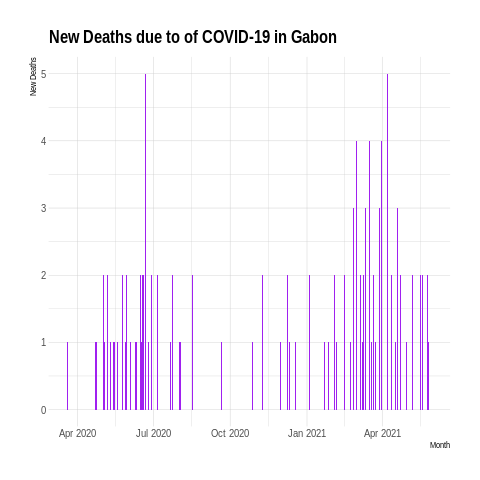 New Deaths due to of COVID-19 in Gabon
New Deaths
5
4
3
2
1
0
Apr 2020 Jul 2020 Oct 2020 Jan 2021 Apr 2021
Month